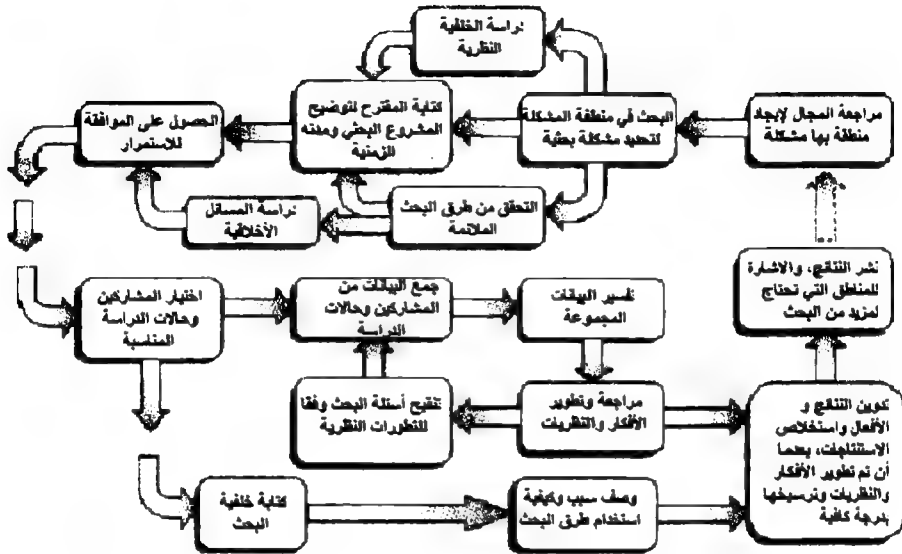 دراسة الخلفية
النظرية
مراجعة المجال لإيجاد
منطقة بها مشكلة
البحث في منطقة المشكلة
لتحديد مشكلة بحثية
كتابة المقترح لتوضيح
المشروع البحثي ومدته
الزمنية
الحصول على الموافقة
للاستمرار
التحقق من طرق البحث
الملائمة
دراسة المسائل
الأخلاقية
نشر النتائج، والاشارة
للمناطق التي تحتاج
لمزيد من البحث
اختيار المشاركين
وحالات الدراسة
المناسبة
جمع البيانات من
المشاركين وحالات
الدراسة
تفسير البيانات
المجموعة
مراجعة وتطوير
الأفكار والنظريات
تنقيح أسئلة البحث وفقا
للتطورات النظرية
تدوين النتائج و
الأفعال واستخلاص
الاستنتاجات، بعدما
أن تم تطوير الأفكار
والنظريات وترسيخها
بدرجة كافية
كتابة خلفية
البحث
وصف سبب وكيفية
استخدام طرق البحث